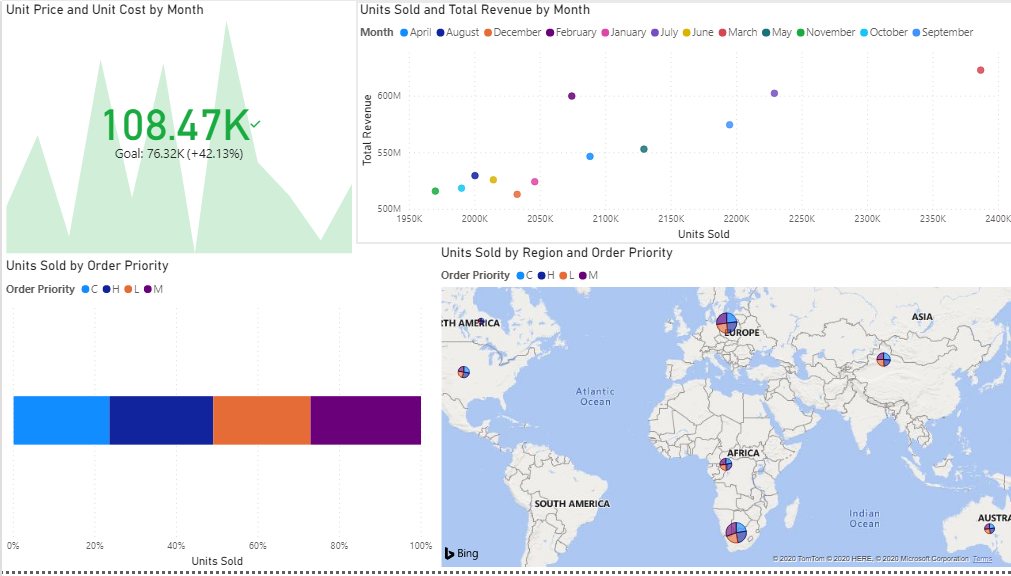 Unit Price and Unit Cost by Month
108.47K
Goal: 76.32K (+42.13%)
Units Sold and Total Revenue by Month
Month April August December February January July June March May November October September
Total Revenue
600M
550M
500M
1950K 2000K 2050K 2100K 2150K 2200K 2250K 2300K 2350K 2400K
Units Sold
Units Sold by Order Priority
Order Priority C H L M
0% 20% 40% 60% 80% 100%
Units Sold
Units Sold by Region and Order Priority
Order Priority C H L M
RTH AMERICA
EUROPE
ASIA
Atlantic
Ocean
AFRICA
SOUTH AMERICA
Indian
Ocean
AUSTRA
Bing
© 2020 TomTom © 2020 HERE, © 2020 Microsoft Corporation Terms